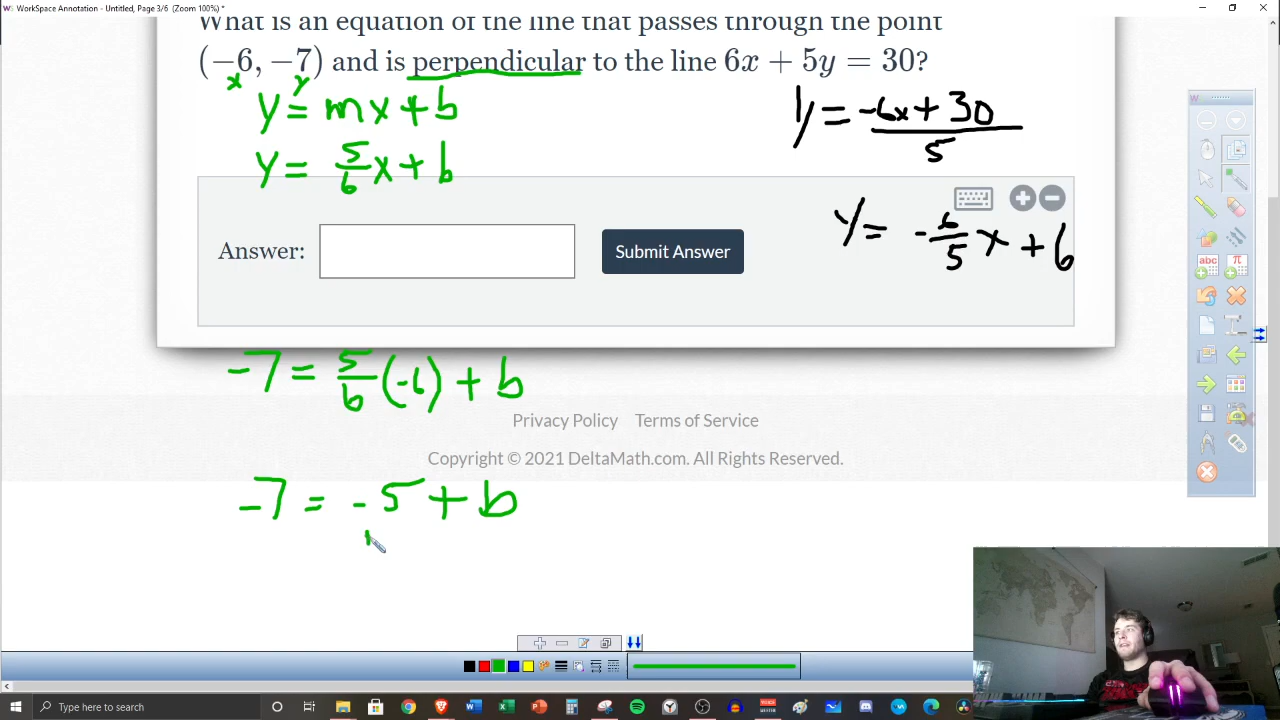 WorkSpace Annotation - Untitled, Page 3/6 (Zoom 100%) *
What is an equation of the line that passes through the point
(−6, −7) and is perpendicular to the line 6x + 5y = 30?
x y
y = mx + b
y = -6x + 30
5
y = 5/6 x + b
y = -6/5 x + 6
Answer:
Submit Answer
abc
π
-7 = 5/6 (-6) + b
Privacy Policy
Terms of Service
Copyright © 2021 DeltaMath.com. All Rights Reserved.
-7 = -5 + b
Type here to search